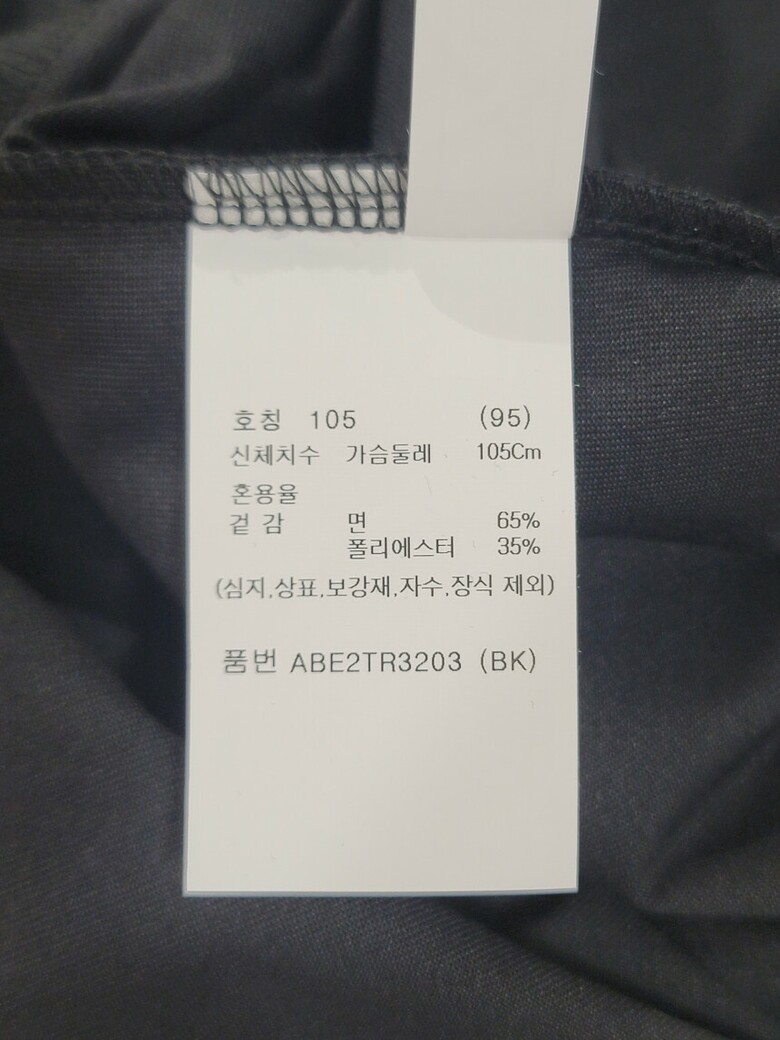 호칭 105 (95)
신체치수 가슴둘레 105Cm
혼용율
겉 감 면 65%
폴리에스터 35%
(심지,상표,보강재,자수,장식 제외)
품번 ABE2TR3203 (BK)